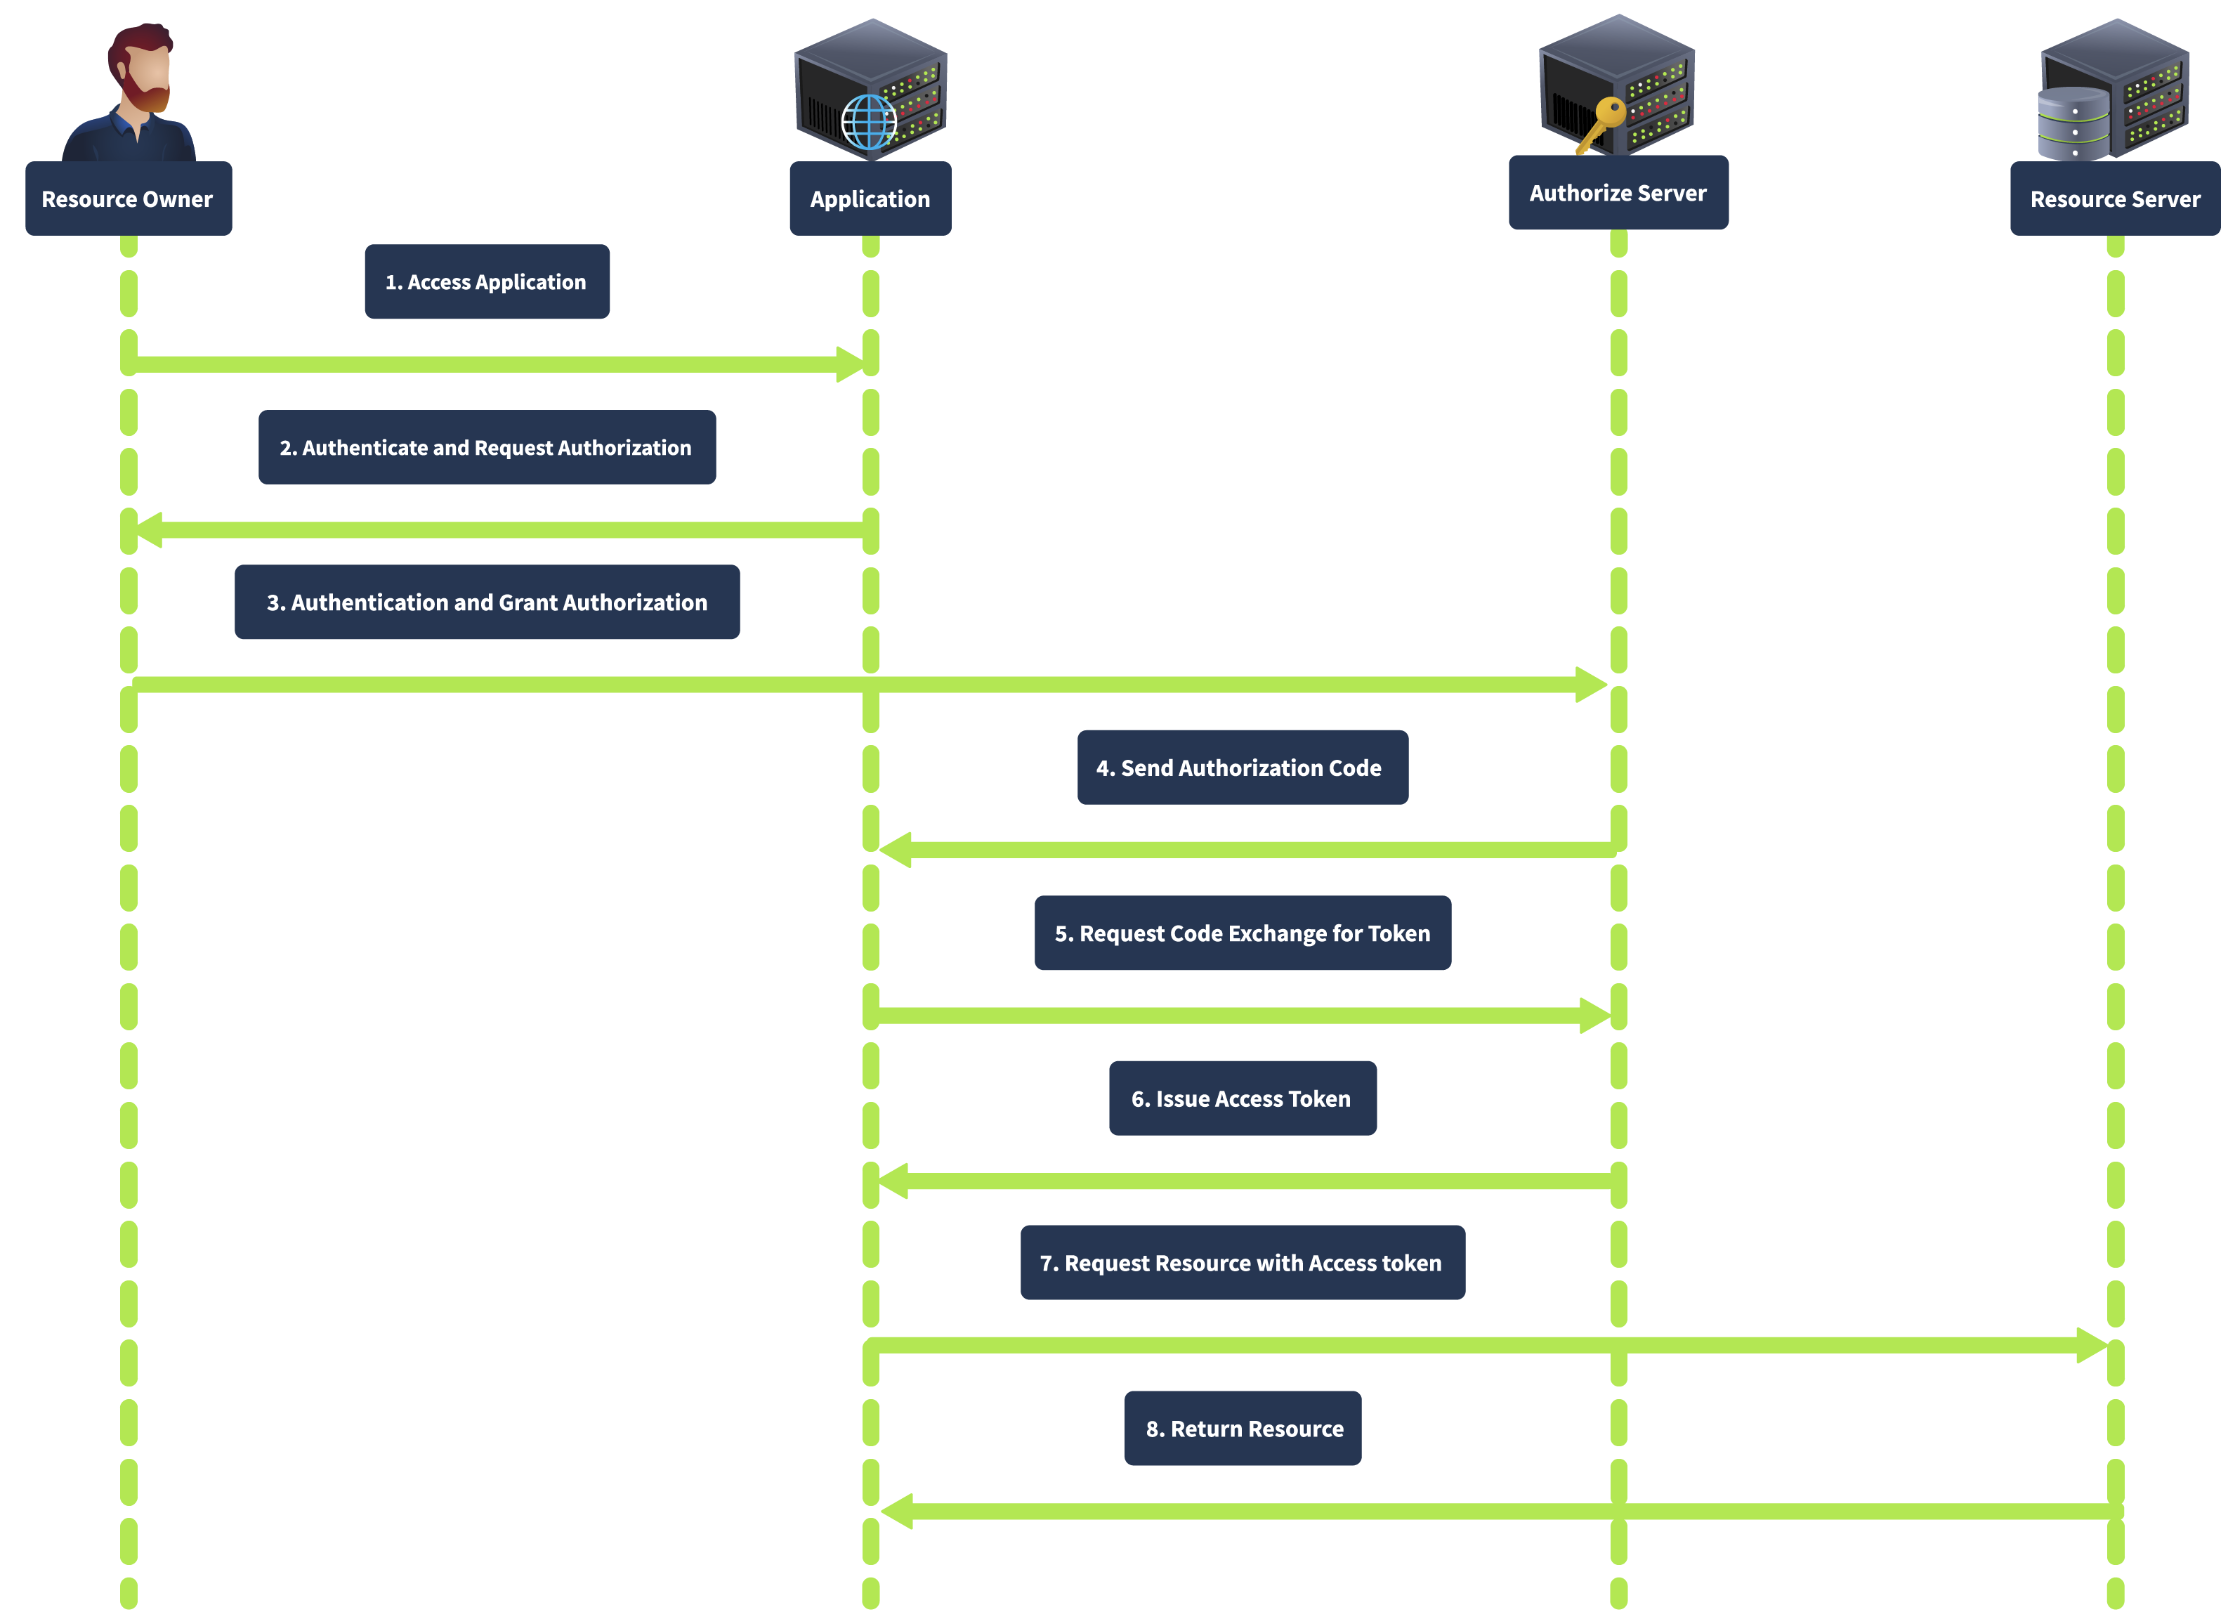 Resource Owner
Application
Authorize Server
Resource Server
1. Access Application
2. Authenticate and Request Authorization
3. Authentication and Grant Authorization
4. Send Authorization Code
5. Request Code Exchange for Token
6. Issue Access Token
7. Request Resource with Access token
8. Return Resource